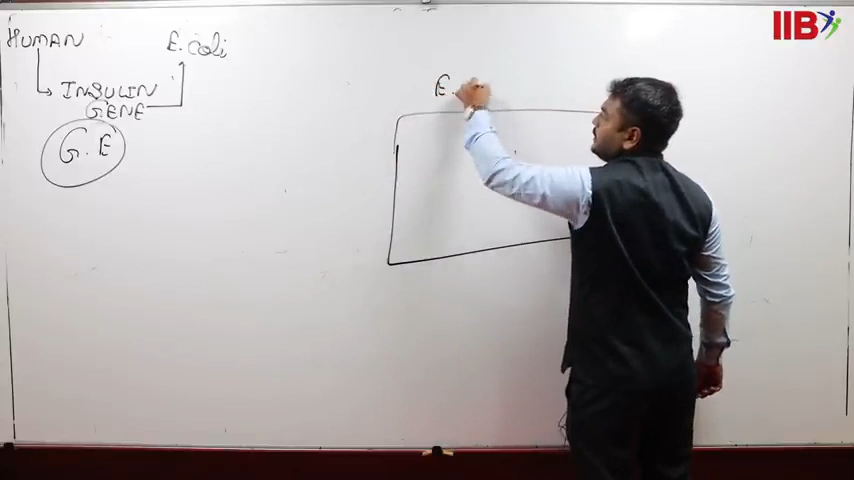 HUMAN E. coli
INSULIN
GENE
G. E
E.
IIB